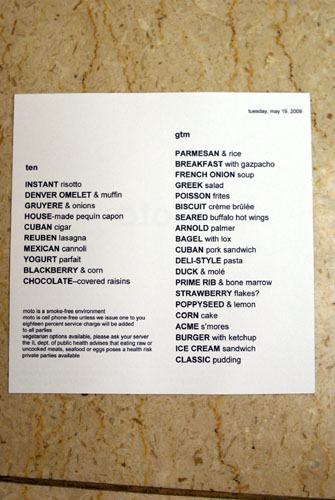 tuesday, may 19, 2009
ten
INSTANT risotto
DENVER OMELET & muffin
GRUYERE & onions
HOUSE-made pequin capon
CUBAN cigar
REUBEN lasagna
MEXICAN cannoli
YOGURT parfait
BLACKBERRY & corn
CHOCOLATE–covered raisins
moto is a smoke-free environment
moto is cell phone-free unless we issue one to you
eighteen percent service charge will be added
to all parties
vegetarian options available, please ask your server
the IL dept. of public health advises that eating raw or
uncooked meats, seafood or eggs poses a health risk
private parties available
gtm
PARMESAN & rice
BREAKFAST with gazpacho
FRENCH ONION soup
GREEK salad
POISSON frites
BISCUIT crème brûlée
SEARED buffalo hot wings
ARNOLD palmer
BAGEL with lox
CUBAN pork sandwich
DELI-STYLE pasta
DUCK & molé
PRIME RIB & bone marrow
STRAWBERRY flakes?
POPPYSEED & lemon
CORN cake
ACME s'mores
BURGER with ketchup
ICE CREAM sandwich
CLASSIC pudding